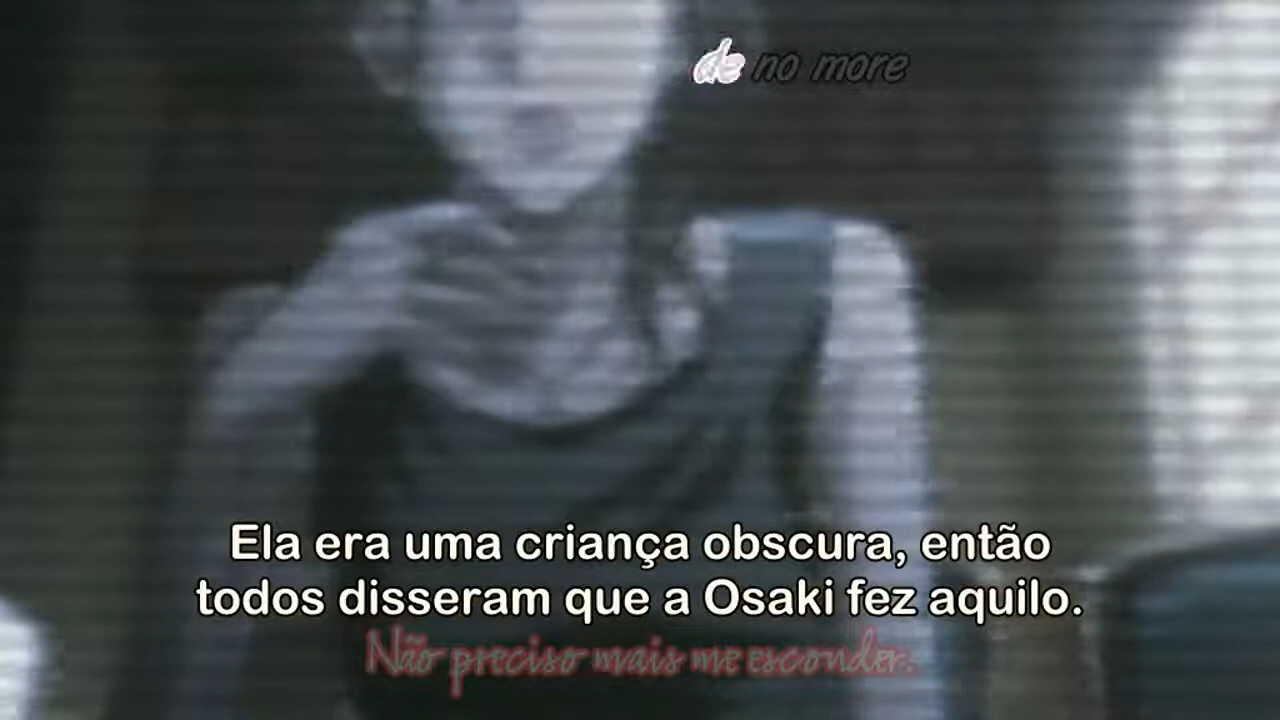 de no more
Ela era uma criança obscura, então
todos disseram que a Osaki fez aquilo.
Não preciso mais me esconder.